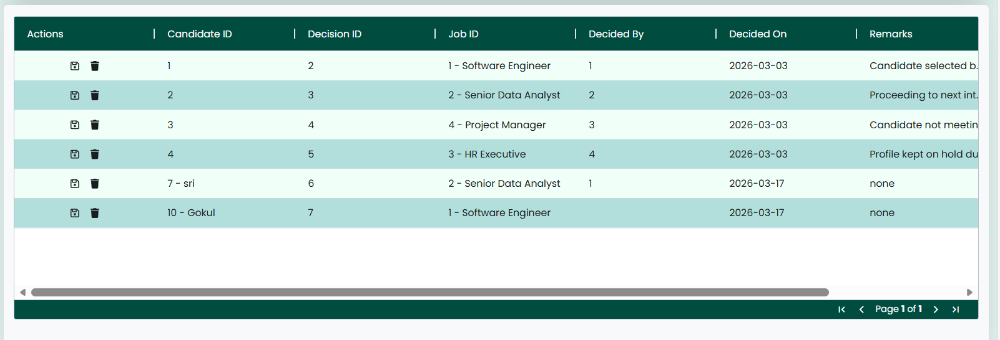 Actions | Candidate ID | Decision ID | Job ID | Decided By | Decided On | Remarks
1 2 1 - Software Engineer 1 2026-03-03 Candidate selected b...
2 3 2 - Senior Data Analyst 2 2026-03-03 Proceeding to next int...
3 4 4 - Project Manager 3 2026-03-03 Candidate not meetin
4 5 3 - HR Executive 4 2026-03-03 Profile kept on hold du
7 - sri 6 2 - Senior Data Analyst 1 2026-03-17 none
10 - Gokul 7 1 - Software Engineer 2026-03-17 none
Page 1 of 1